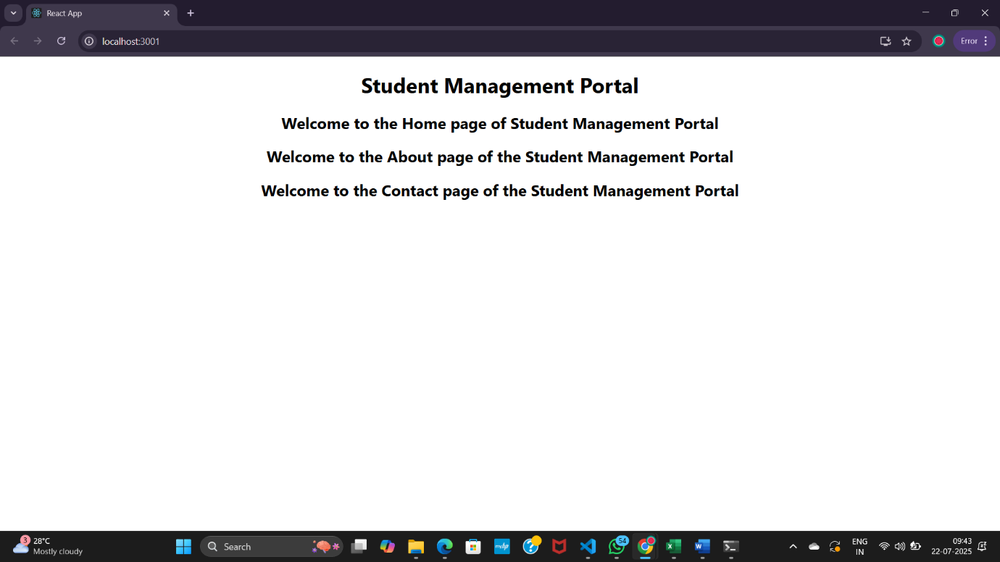 React App
localhost:3001
Error
Student Management Portal
Welcome to the Home page of Student Management Portal
Welcome to the About page of the Student Management Portal
Welcome to the Contact page of the Student Management Portal
3
28°C
Mostly cloudy
Search
myhp
54
ENG
IN
09:43
22-07-2025